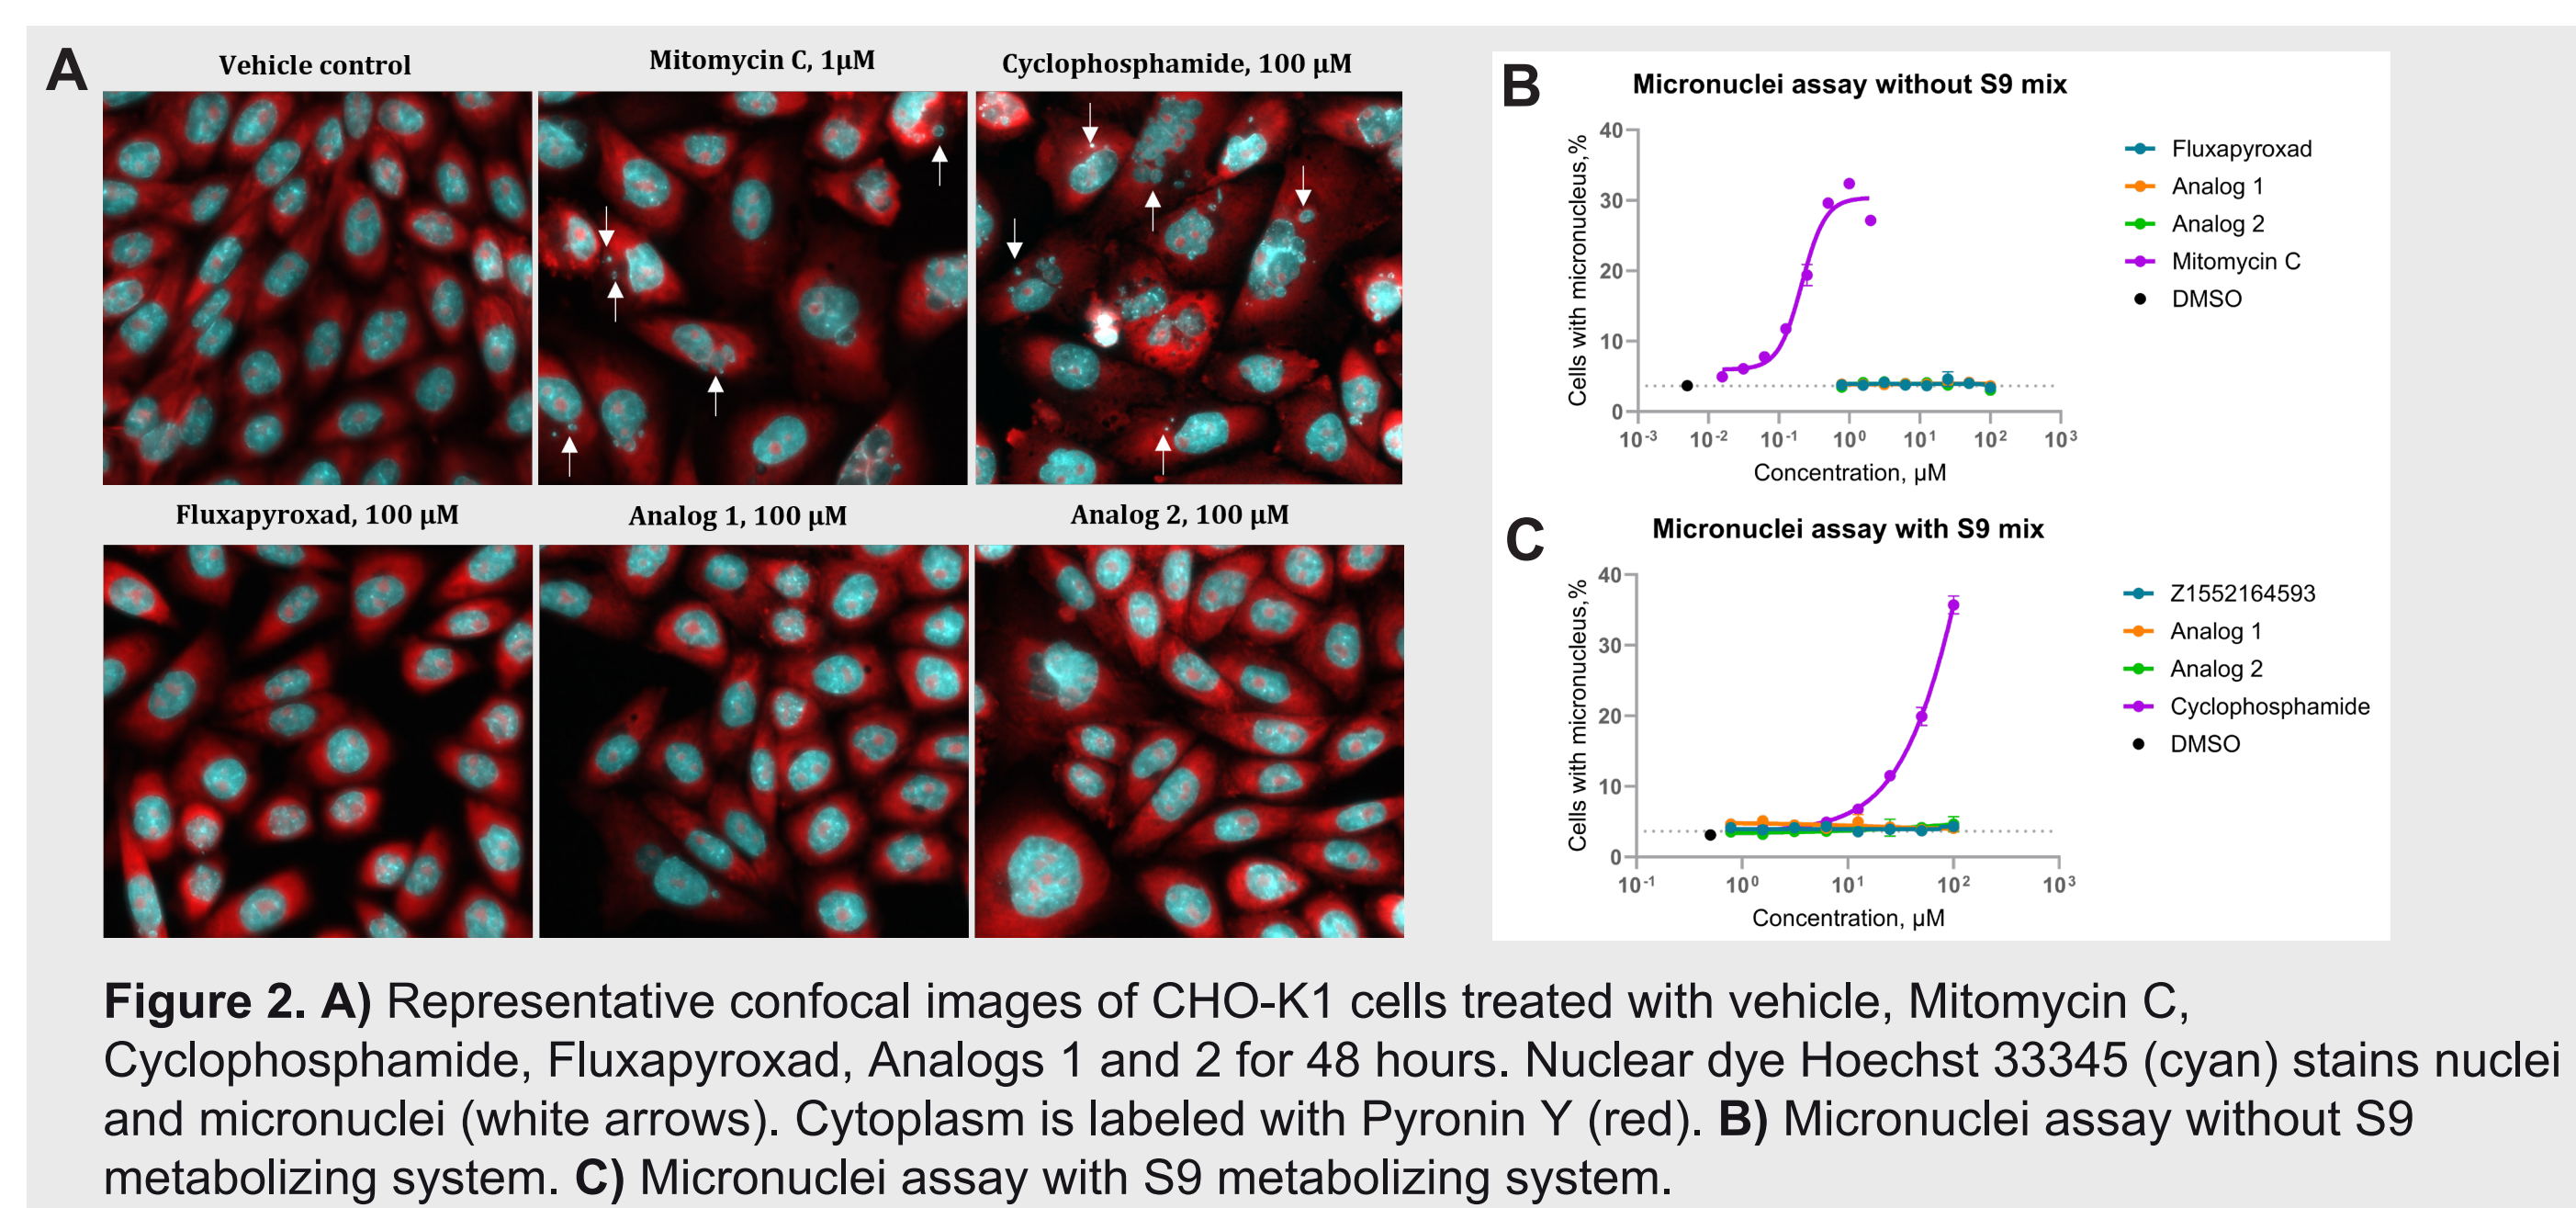 A
Vehicle control
Mitomycin C, 1μM
Cyclophosphamide, 100 μM
Fluxapyroxad, 100 μM
Analog 1, 100 μM
Analog 2, 100 μM
B
Micronuclei assay without S9 mix
Cells with micronucleus,%
40
30
20
10
0
10⁻³ 10⁻² 10⁻¹ 10⁰ 10¹ 10² 10³
Concentration, μM
Fluxapyroxad
Analog 1
Analog 2
Mitomycin C
DMSO
C
Micronuclei assay with S9 mix
Cells with micronucleus,%
40
30
20
10
0
10⁻¹ 10⁰ 10¹ 10² 10³
Concentration, μM
Z1552164593
Analog 1
Analog 2
Cyclophosphamide
DMSO
Figure 2. A) Representative confocal images of CHO-K1 cells treated with vehicle, Mitomycin C,
Cyclophosphamide, Fluxapyroxad, Analogs 1 and 2 for 48 hours. Nuclear dye Hoechst 33345 (cyan) stains nuclei
and micronuclei (white arrows). Cytoplasm is labeled with Pyronin Y (red). B) Micronuclei assay without S9
metabolizing system. C) Micronuclei assay with S9 metabolizing system.